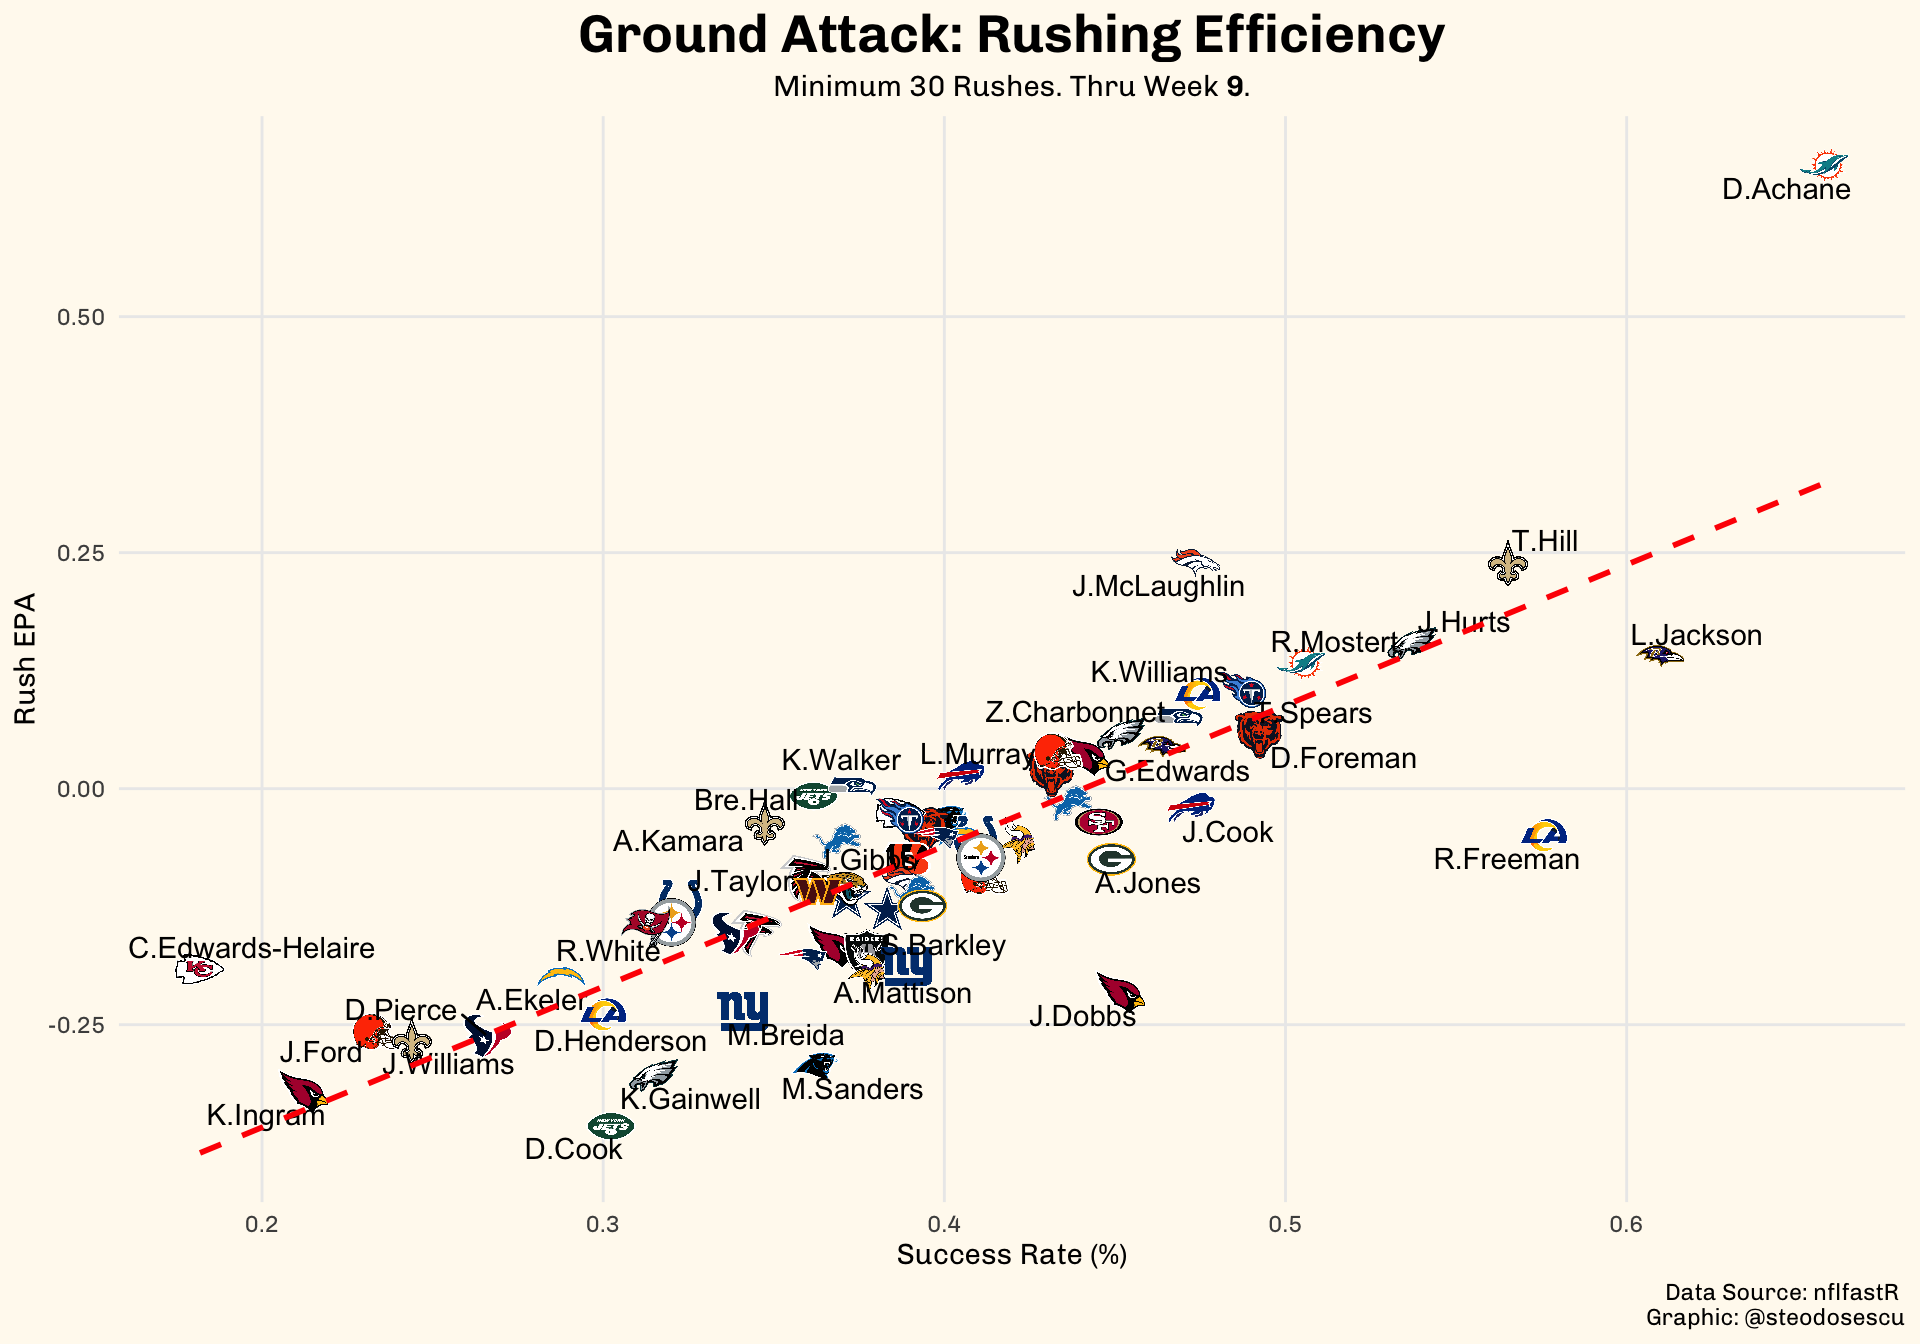 Ground Attack: Rushing Efficiency
Minimum 30 Rushes. Thru Week 9.
D.Achane
0.50
T.Hill
0.25
J.McLaughlin
J.Hurts
L.Jackson
R.Mostert
K.Williams
T.Spears
Z.Charbonnet
L.Murray
K.Walker
D.Foreman
G.Edwards
0.00
Bre.Hall
J.Cook
A.Kamara
J.Gibbs
R.Freeman
J.Taylor
A.Jones
C.Edwards-Helaire
R.White
S.Barkley
A.Mattison
A.Ekeler
D.Pierce
J.Dobbs
-0.25
M.Breida
D.Henderson
J.Ford
J.Williams
M.Sanders
K.Gainwell
K.Ingram
D.Cook
Rush EPA
0.2
0.3
0.4
0.5
0.6
Success Rate (%)
Data Source: nflfastR
Graphic: @steodosescu